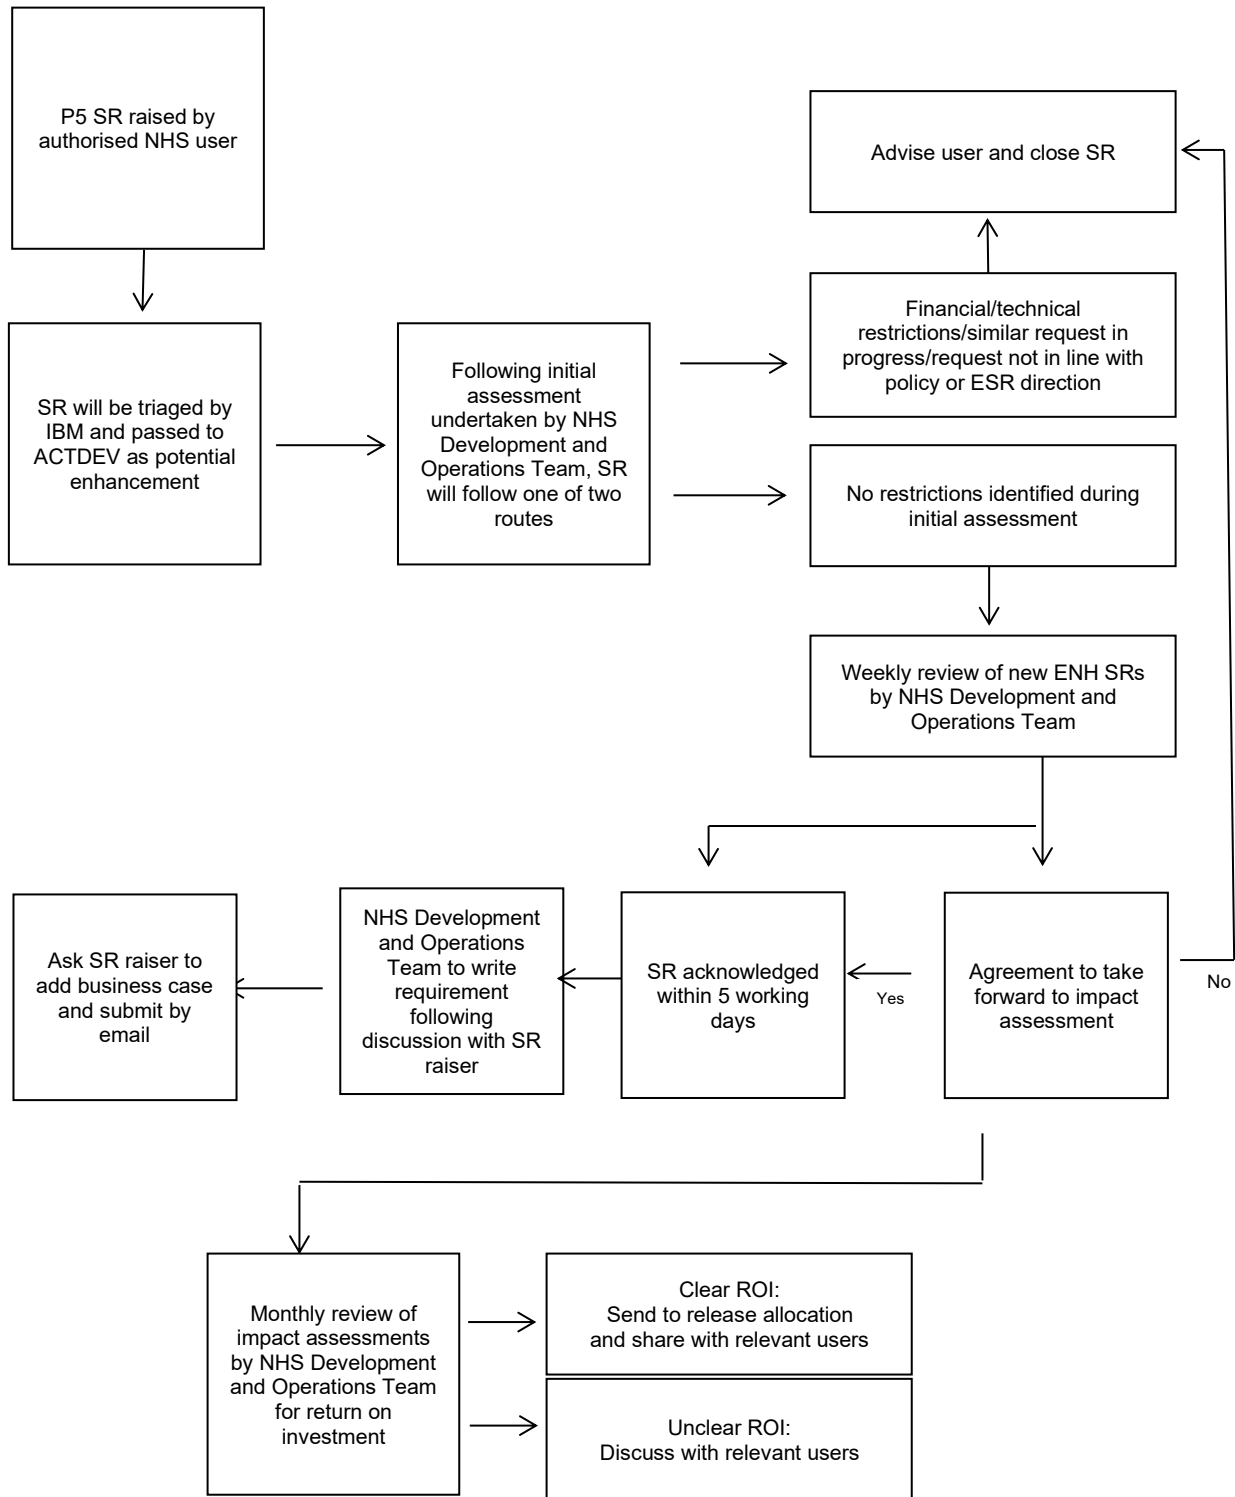 P5 SR raised by
authorised NHS user
Advise user and close SR
Financial/technical
restrictions/similar request in
progress/request not in line with
policy or ESR direction
SR will be triaged by
IBM and passed to
ACTDEV as potential
enhancement
Following initial
assessment
undertaken by NHS
Development and
Operations Team, SR
will follow one of two
routes
No restrictions identified during
initial assessment
Weekly review of new ENH SRs
by NHS Development and
Operations Team
Ask SR raiser to
add business case
and submit by
email
NHS Development
and Operations
Team to write
requirement
following
discussion with SR
raiser
SR acknowledged
within 5 working
days
Yes
Agreement to take
forward to impact
assessment
No
Monthly review of
impact assessments
by NHS Development
and Operations Team
for return on
investment
Clear ROI:
Send to release allocation
and share with relevant users
Unclear ROI:
Discuss with relevant users